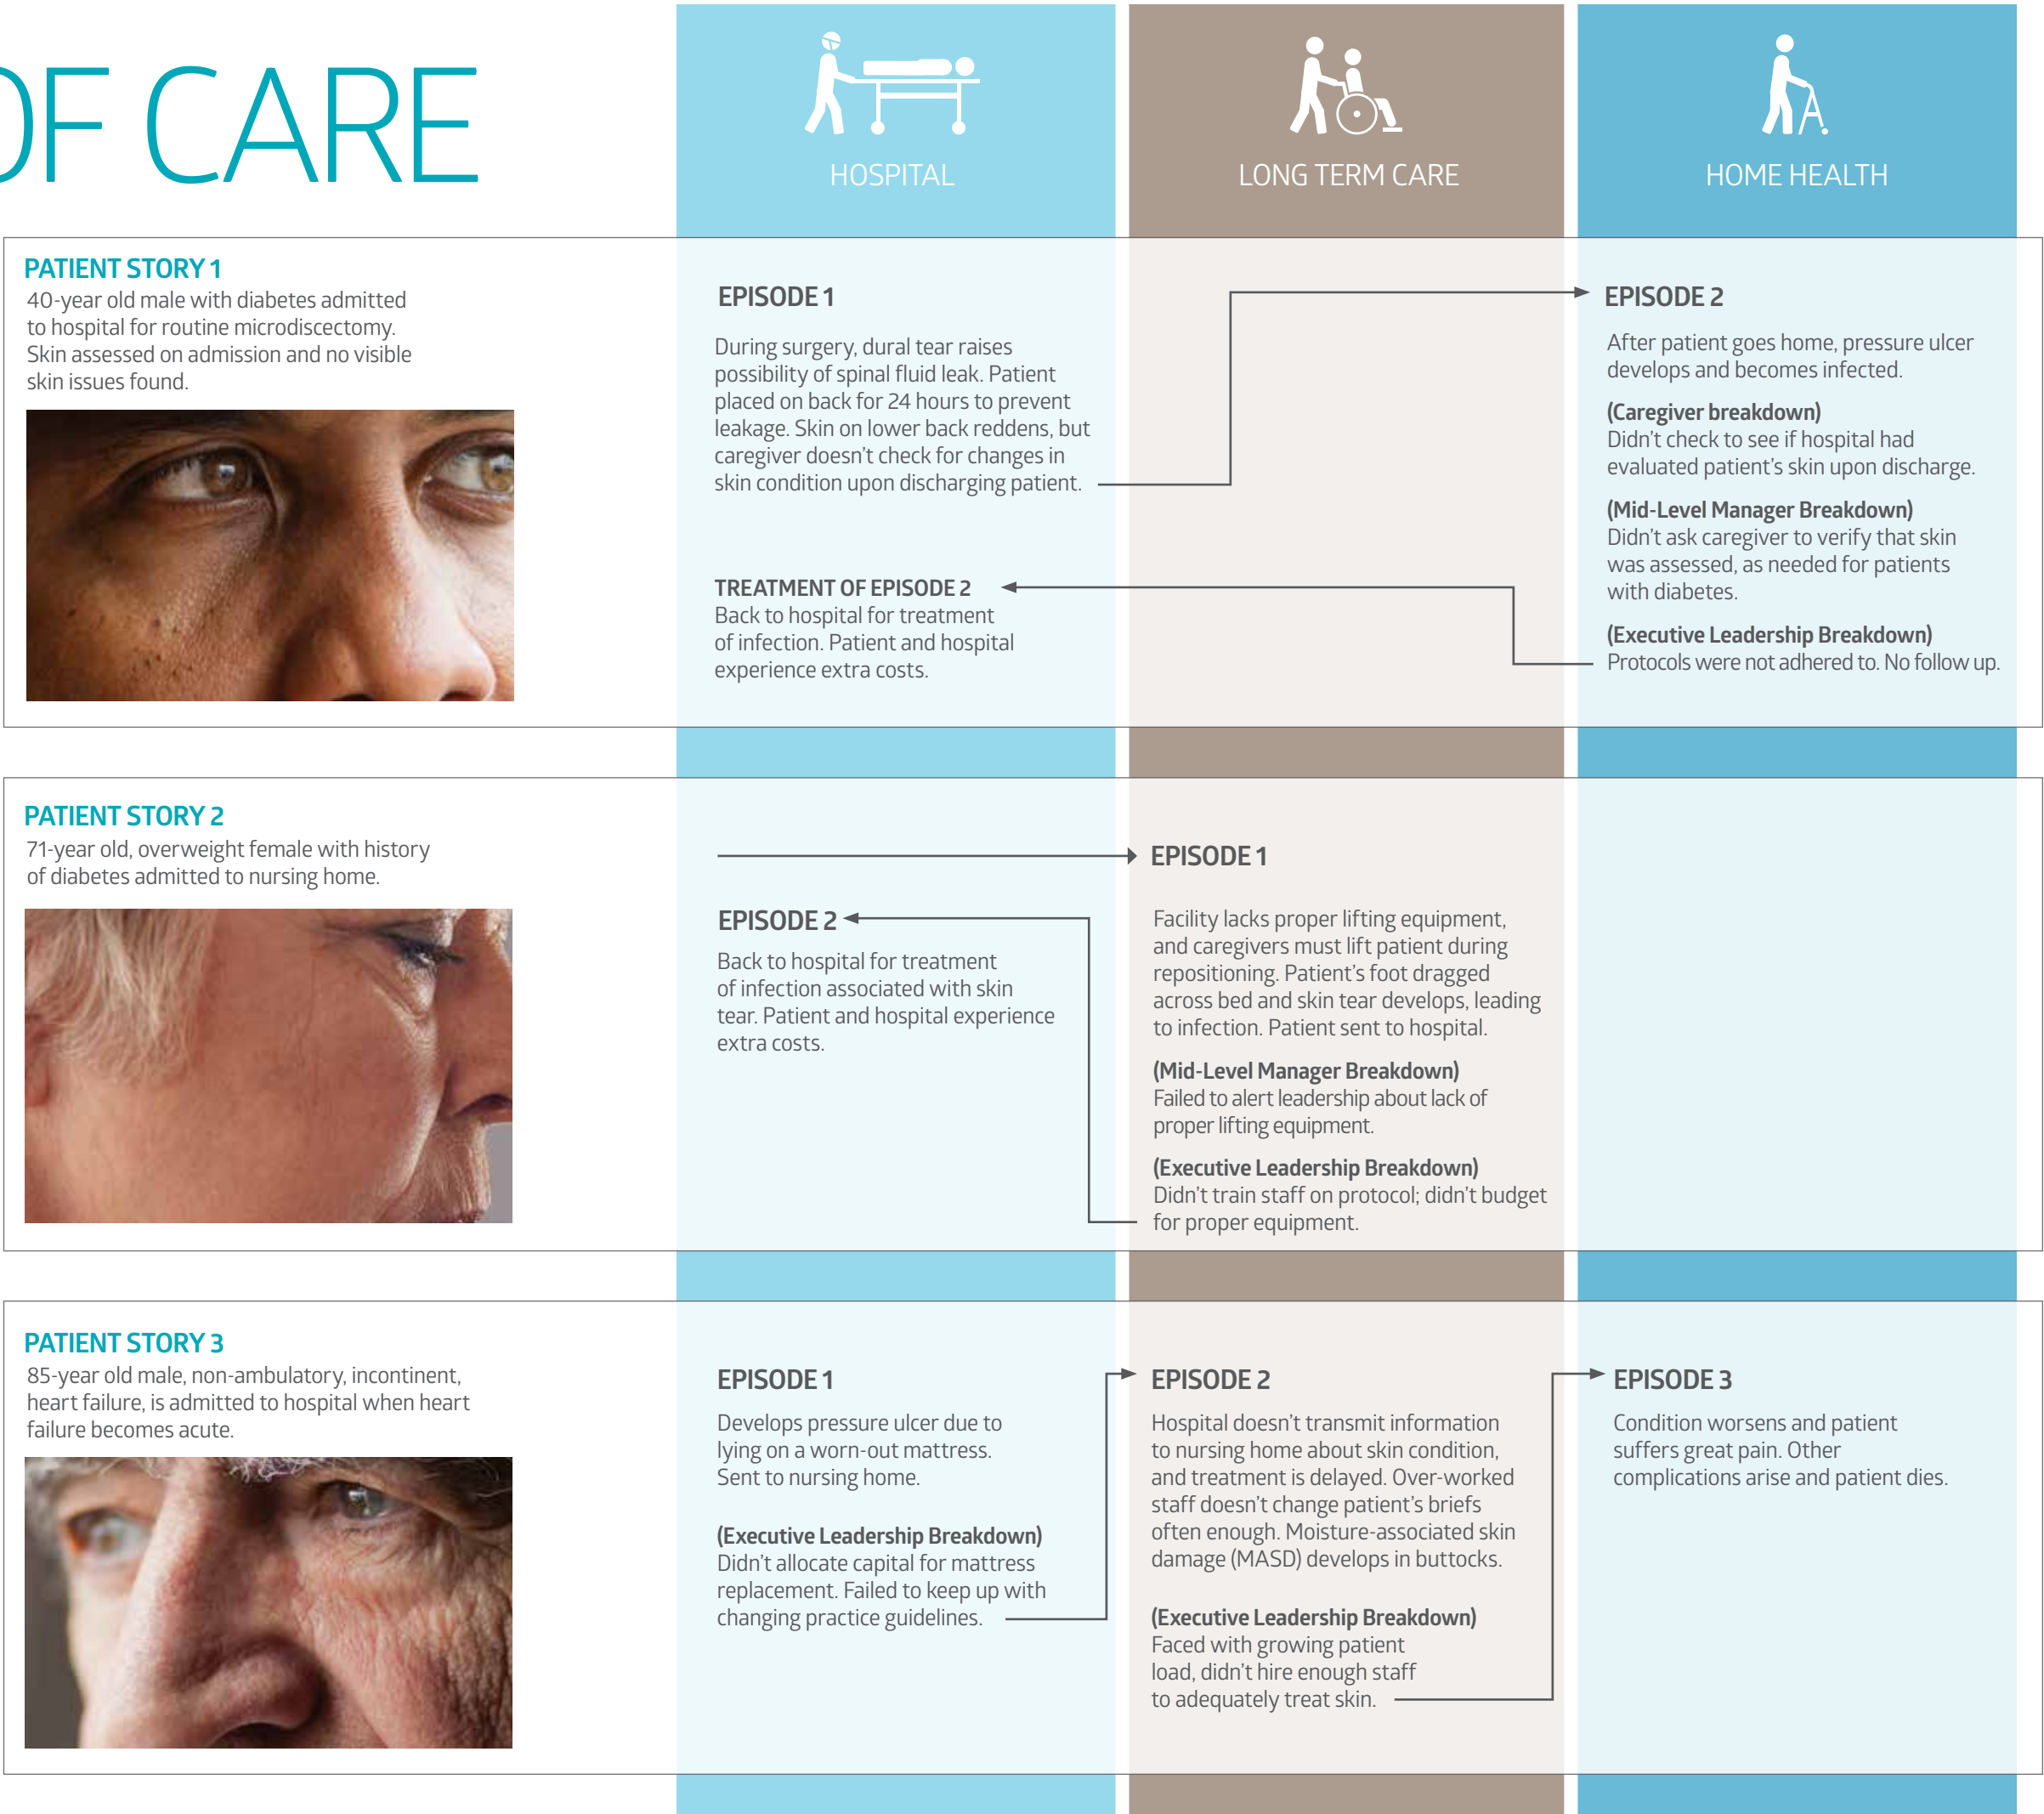 OF CARE
HOSPITAL
LONG TERM CARE
HOME HEALTH
PATIENT STORY 1
40-year old male with diabetes admitted
to hospital for routine microdiscectomy.
Skin assessed on admission and no visible
skin issues found.
EPISODE 1
During surgery, dural tear raises
possibility of spinal fluid leak. Patient
placed on back for 24 hours to prevent
leakage. Skin on lower back reddens, but
caregiver doesn't check for changes in
skin condition upon discharging patient.
TREATMENT OF EPISODE 2
Back to hospital for treatment
of infection. Patient and hospital
experience extra costs.
EPISODE 2
After patient goes home, pressure ulcer
develops and becomes infected.
(Caregiver breakdown)
Didn't check to see if hospital had
evaluated patient's skin upon discharge.
(Mid-Level Manager Breakdown)
Didn't ask caregiver to verify that skin
was assessed, as needed for patients
with diabetes.
(Executive Leadership Breakdown)
Protocols were not adhered to. No follow up.
PATIENT STORY 2
71-year old, overweight female with history
of diabetes admitted to nursing home.
EPISODE 2
Back to hospital for treatment
of infection associated with skin
tear. Patient and hospital experience
extra costs.
EPISODE 1
Facility lacks proper lifting equipment,
and caregivers must lift patient during
repositioning. Patient's foot dragged
across bed and skin tear develops, leading
to infection. Patient sent to hospital.
(Mid-Level Manager Breakdown)
Failed to alert leadership about lack of
proper lifting equipment.
(Executive Leadership Breakdown)
Didn't train staff on protocol; didn't budget
for proper equipment.
PATIENT STORY 3
85-year old male, non-ambulatory, incontinent,
heart failure, is admitted to hospital when heart
failure becomes acute.
EPISODE 1
Develops pressure ulcer due to
lying on a worn-out mattress.
Sent to nursing home.
(Executive Leadership Breakdown)
Didn't allocate capital for mattress
replacement. Failed to keep up with
changing practice guidelines.
EPISODE 2
Hospital doesn't transmit information
to nursing home about skin condition,
and treatment is delayed. Over-worked
staff doesn't change patient's briefs
often enough. Moisture-associated skin
damage (MASD) develops in buttocks.
(Executive Leadership Breakdown)
Faced with growing patient
load, didn't hire enough staff
to adequately treat skin.
EPISODE 3
Condition worsens and patient
suffers great pain. Other
complications arise and patient dies.